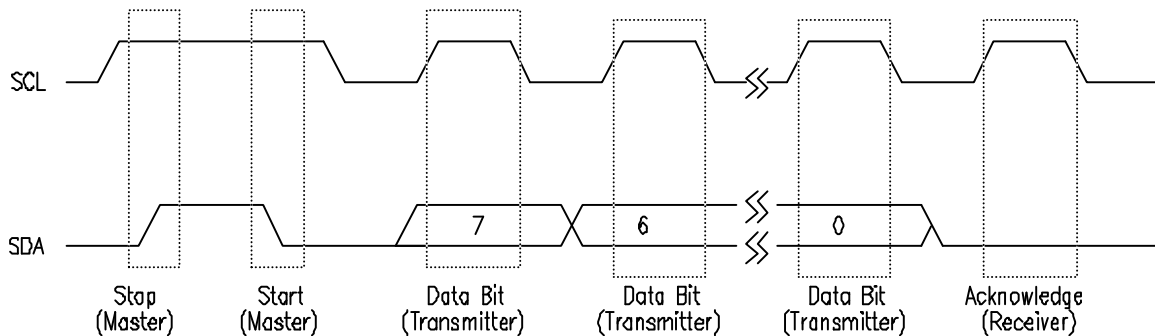 SCL
SDA
7
6
0
Stop
(Master)
Start
(Master)
Data Bit
(Transmitter)
Data Bit
(Transmitter)
Data Bit
(Transmitter)
Acknowledge
(Receiver)